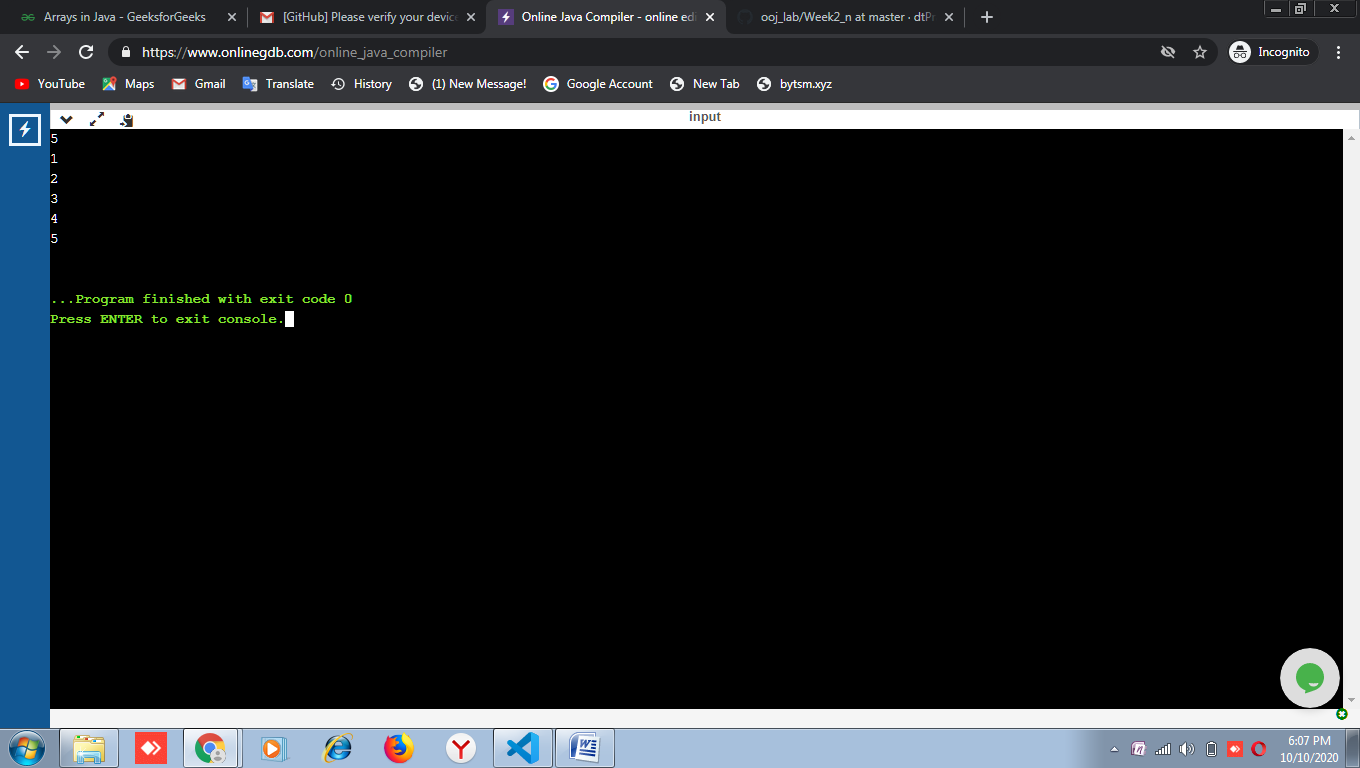 Arrays in Java - GeeksforGeeks
[GitHub] Please verify your device
Online Java Compiler - online edi
ooj_lab/Week2_n at master · dtPr
https://www.onlinegdb.com/online_java_compiler
Incognito
YouTube
Maps
Gmail
Translate
History
(1) New Message!
Google Account
New Tab
bytsm.xyz
input
5
1
2
3
4
5
...Program finished with exit code 0
Press ENTER to exit console.
6:07 PM
10/10/2020